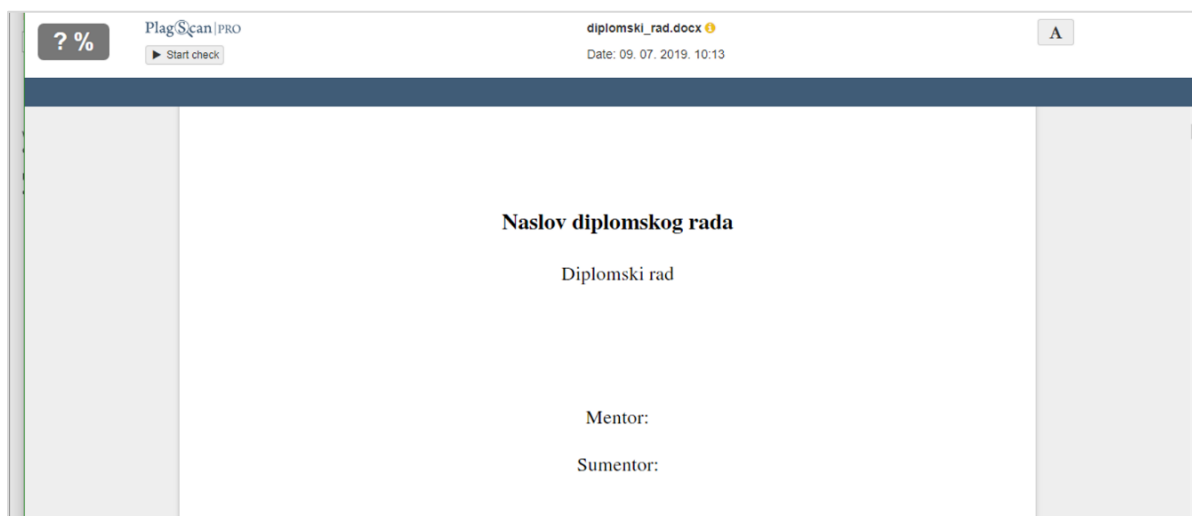 ? %
PlagScan|PRO
▶ Start check
diplomski_rad.docx
Date: 09. 07. 2019. 10:13
A
Naslov diplomskog rada
Diplomski rad
Mentor:
Sumentor: